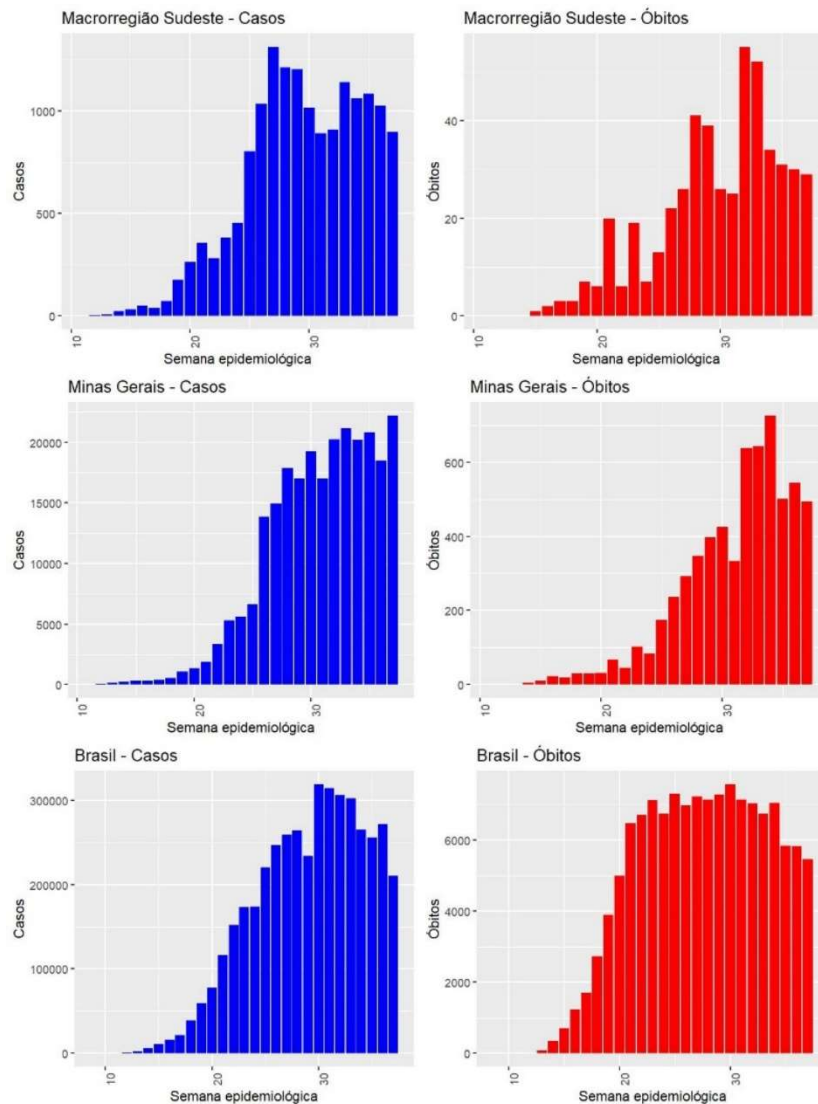 Macrorregião Sudeste - Casos
1000
500
0
Casos
10
20
30
Semana epidemiológica
Macrorregião Sudeste - Óbitos
40
20
0
Óbitos
10
20
30
Semana epidemiológica
Minas Gerais - Casos
20000
15000
10000
5000
0
Casos
10
20
30
Semana epidemiológica
Minas Gerais - Óbitos
600
400
200
0
Óbitos
10
20
30
Semana epidemiológica
Brasil - Casos
300000
200000
100000
0
Casos
10
20
30
Semana epidemiológica
Brasil - Óbitos
6000
4000
2000
0
Óbitos
10
20
30
Semana epidemiológica